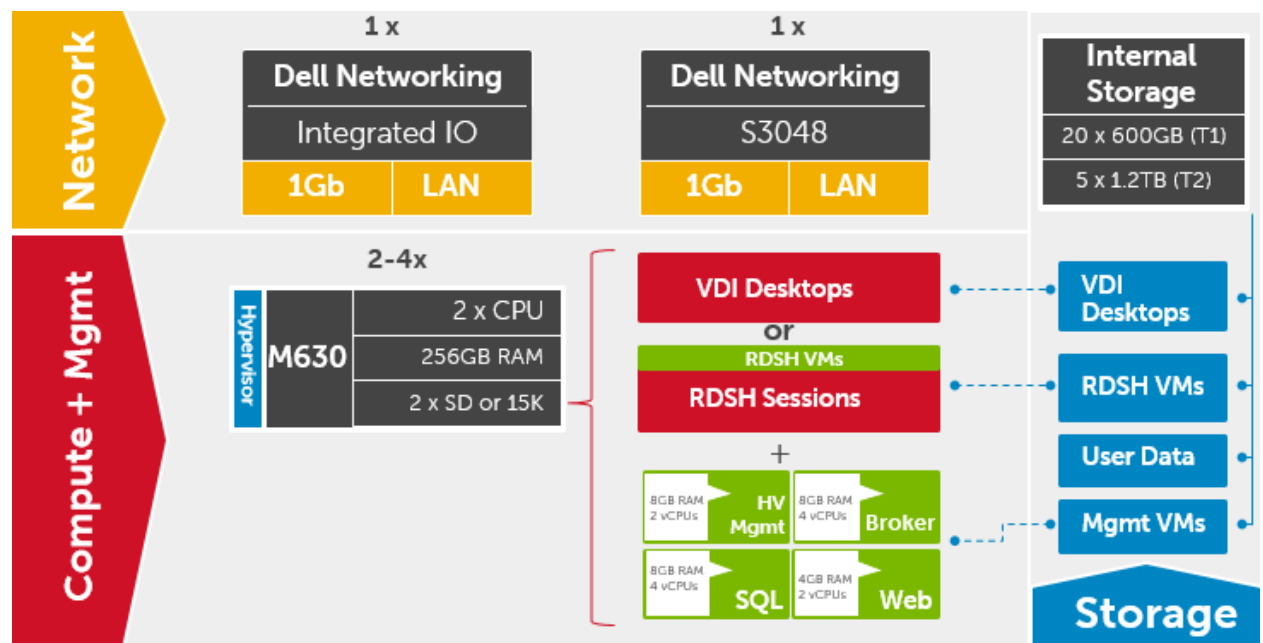 Network
1 x
Dell Networking
Integrated IO
1Gb
LAN
1 x
Dell Networking
S3048
1Gb
LAN
Internal
Storage
20 x 600GB (T1)
5 x 1.2TB (T2)
Compute + Mgmt
2-4x
Hypervisor
M630
2 x CPU
256GB RAM
2 x SD or 15K
VDI Desktops
or
RDSH VMs
RDSH Sessions
+
8GB RAM
2 vCPUs
HV
Mgmt
8GB RAM
4 vCPUs
Broker
8GB RAM
4 vCPUs
SQL
4GB RAM
2 vCPUs
Web
VDI
Desktops
RDSH VMs
User Data
Mgmt VMs
Storage